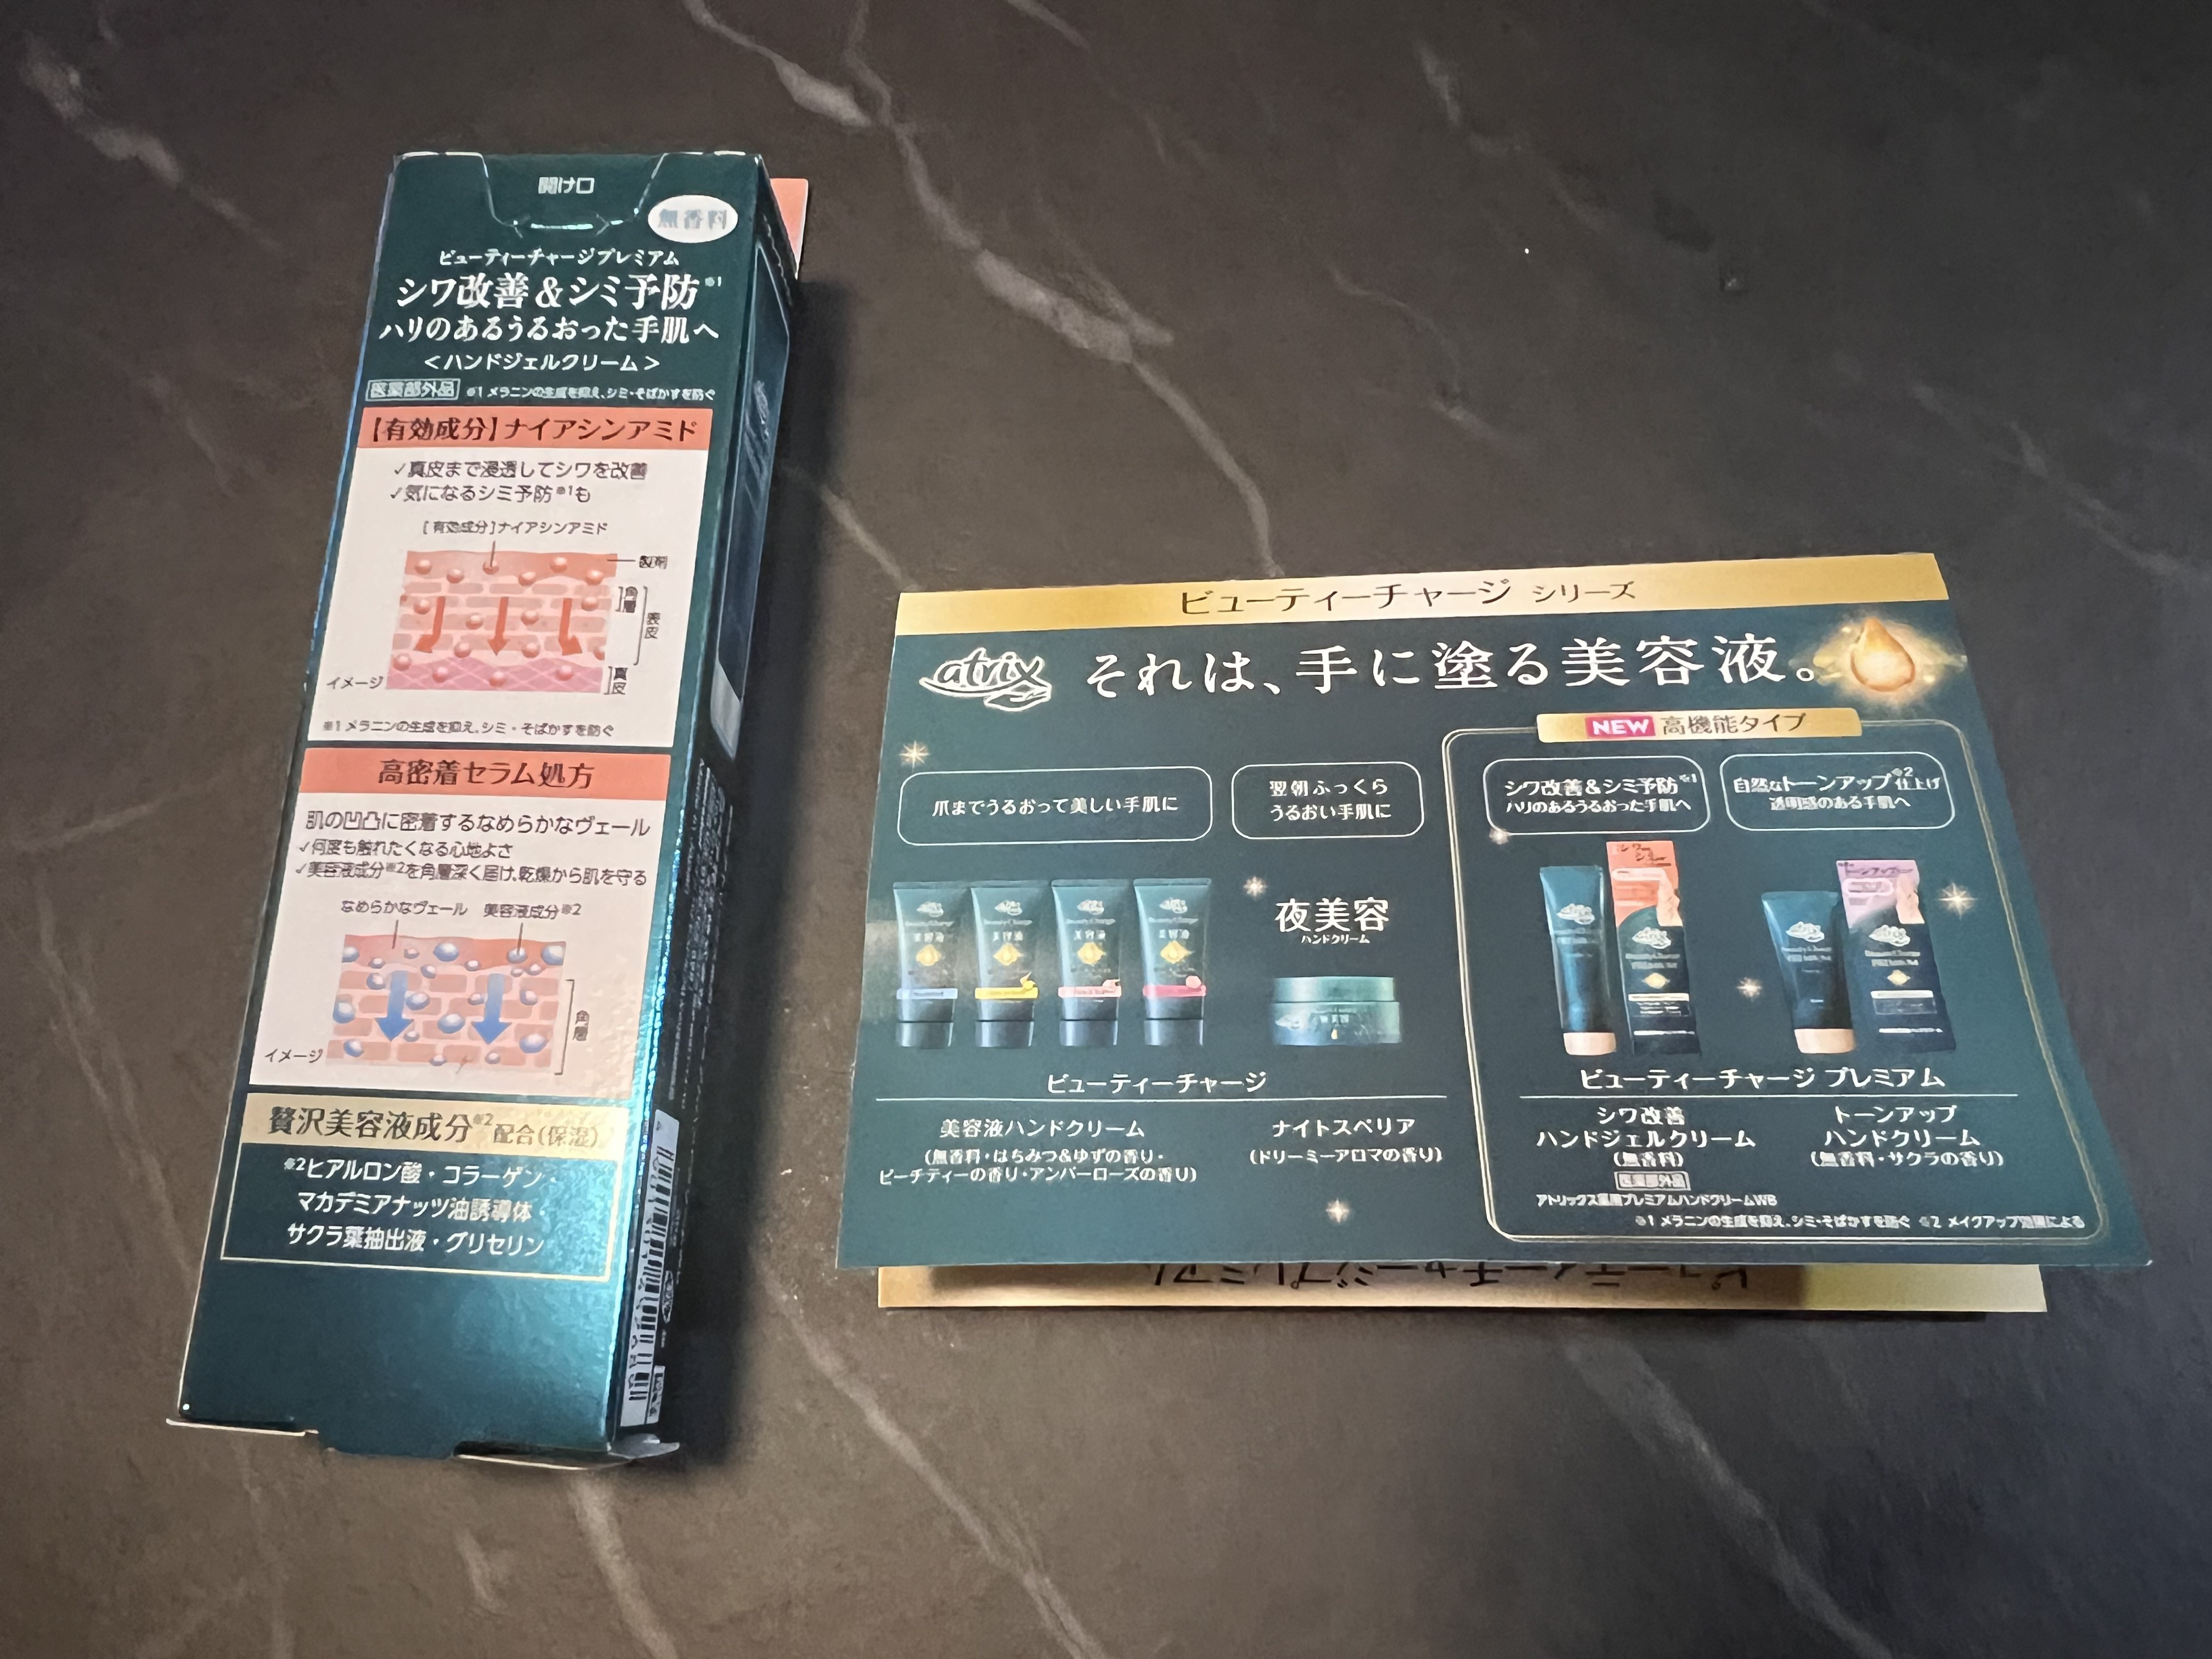 開け口
無香料
ビューティーチャージプレミアム
シワ改善&シミ予防※1
ハリのあるうるおった手肌へ
<ハンドジェルクリーム>
医薬部外品 ※1 メラニンの生成を抑え、シミ・そばかすを防ぐ
【有効成分】ナイアシンアミド
✓真皮まで浸透してシワを改善
✓気になるシミ予防※1も
[有効成分]ナイアシンアミド
製剤
角層
表皮
真皮
イメージ
※1 メラニンの生成を抑え、シミ・そばかすを防ぐ
高密着セラム処方
肌の凹凸に密着するなめらかなヴェール
✓何度も触れたくなる心地よさ
✓美容液成分※2を角層深く届け、乾燥から肌を守る
なめらかなヴェール 美容液成分※2
角層
イメージ
贅沢美容液成分※2配合(保湿)
※2ヒアルロン酸・コラーゲン・
マカデミアナッツ油誘導体・
サクラ葉抽出液・グリセリン
ビューティーチャージ シリーズ
atrix それは、手に塗る美容液。
NEW 高機能タイプ
爪までうるおって美しい手肌に
翌朝ふっくら
うるおい手肌に
シワ改善&シミ予防※1
ハリのあるうるおった手肌へ
自然なトーンアップ※2仕上げ
透明感のある手肌へ
夜美容
ハンドクリーム
ビューティーチャージ
美容液ハンドクリーム
(無香料・はちみつ&ゆずの香り・
ピーチティーの香り・アンバーローズの香り)
ナイトスペリア
(ドリーミーアロマの香り)
ビューティーチャージ プレミアム
シワ改善
ハンドジェルクリーム
(無香料)
医薬部外品
アトリックス薬用プレミアムハンドクリームWB
トーンアップ
ハンドクリーム
(無香料・サクラの香り)
※1 メラニンの生成を抑え、シミ・そばかすを防ぐ ※2 メイクアップ効果による
ビューティーチャージプレミアム